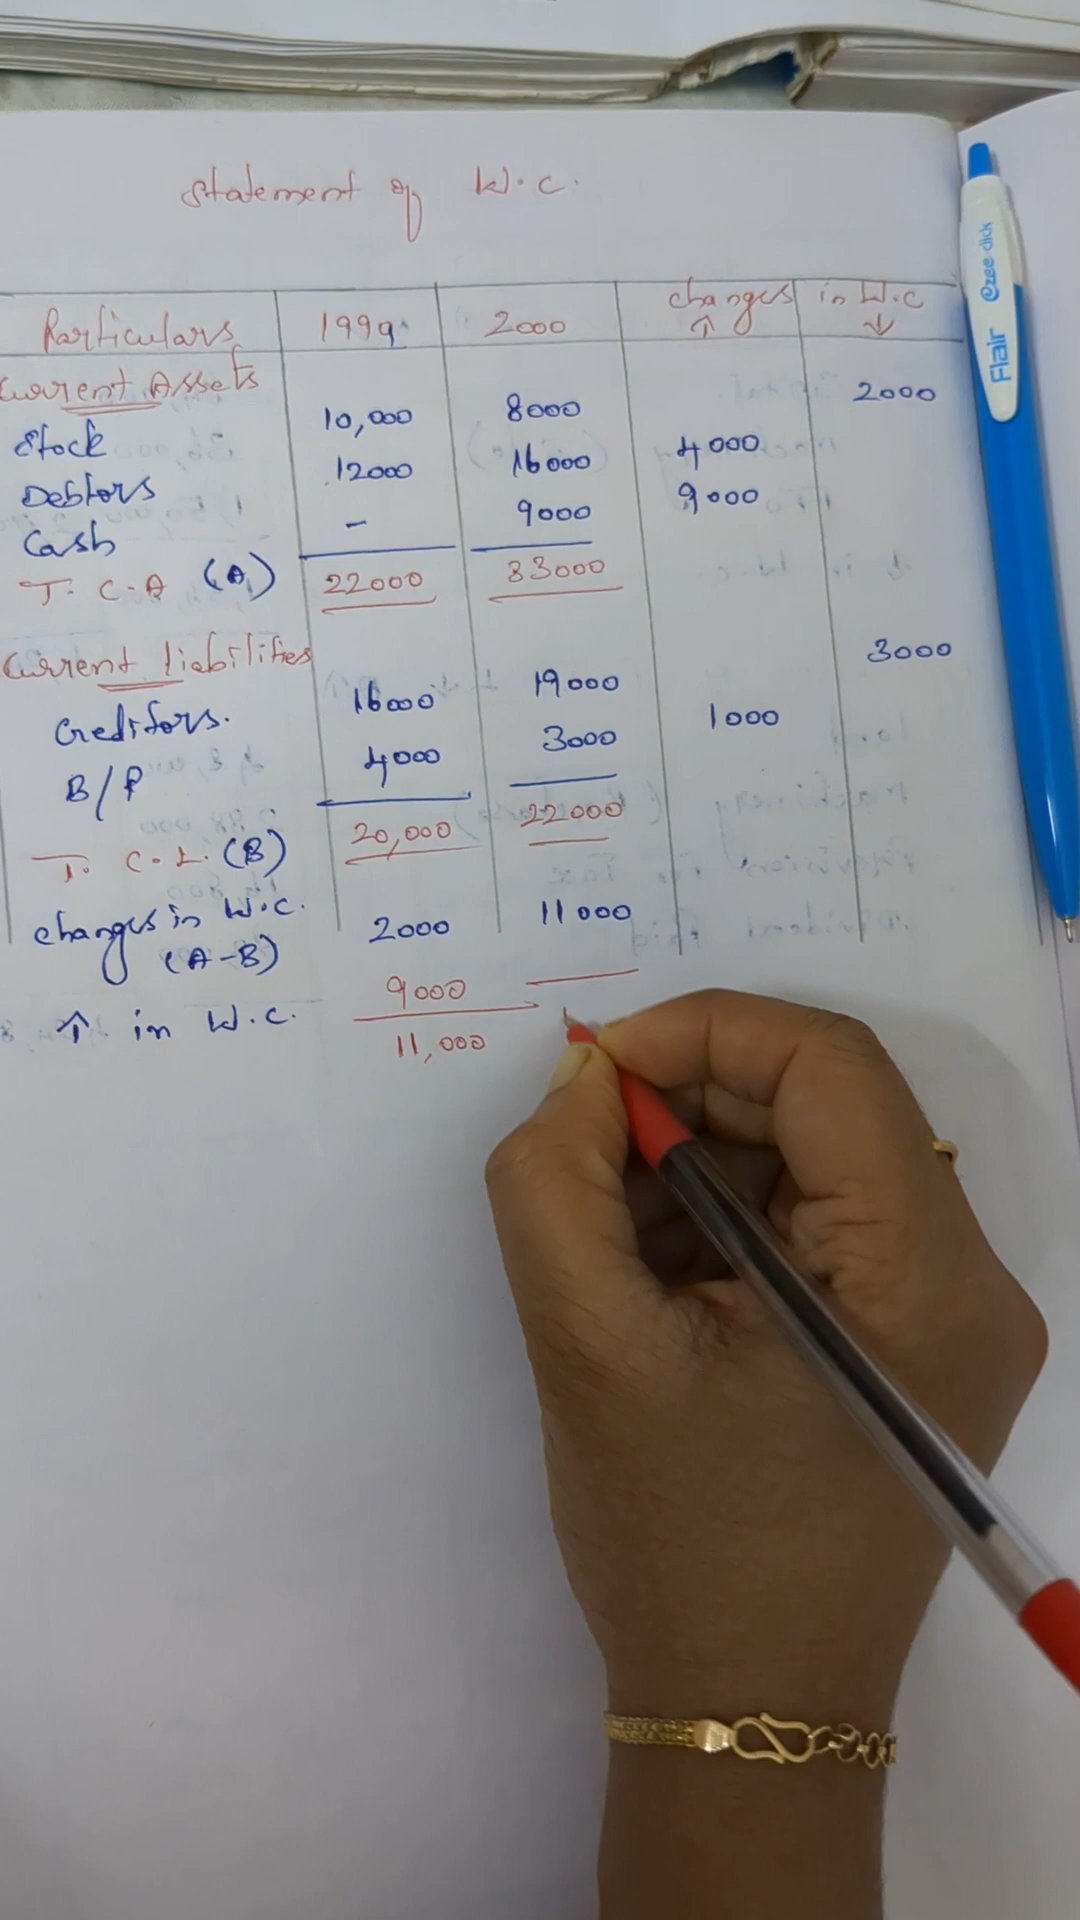 Statement of W.C.
Particulars 1999 2000 changes in W.C
↑ ↓
Current Assets
Stock 10,000 8000 2000
Debtors 12000 16000 4000
Cash - 9000 9000
T. C.A (A) 22000 33000
Current liabilities
Creditors. 16000 19000 3000
B/P 4000 3000 1000
T. C.L. (B) 20,000 22000
changes in W.C. 2000 11000
(A-B)
↑ in W.C. 9000
11,000
Flair Ezee click